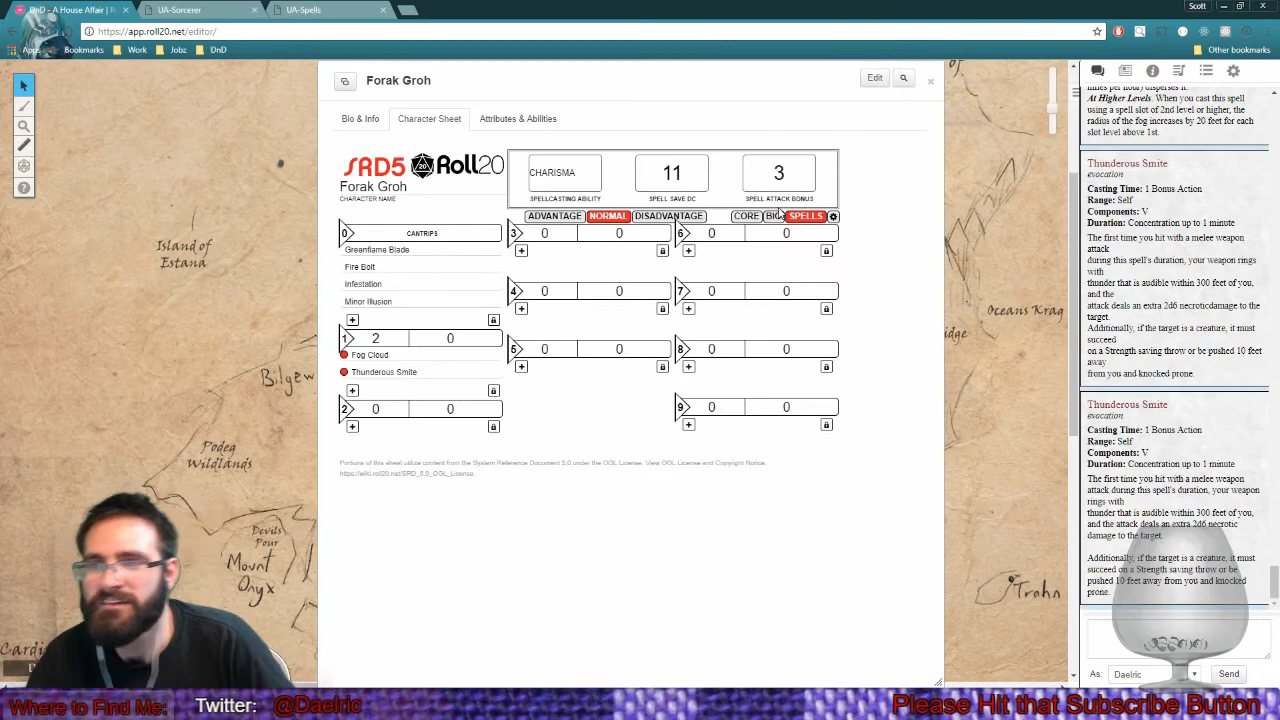 DnD - A House Affair | R
UA-Sorcerer
UA-Spells
Scott
https://app.roll20.net/editor/
Apps
Bookmarks
Work
Jobz
DnD
Other bookmarks
Forak Groh
Edit
Bio & Info
Character Sheet
Attributes & Abilities
SRD5 Roll20
Forak Groh
CHARACTER NAME
CHARISMA
11
3
SPELLCASTING ABILITY
SPELL SAVE DC
SPELL ATTACK BONUS
ADVANTAGE
NORMAL
DISADVANTAGE
CORE
SPELLS
0
CANTRIPS
Greenflame Blade
Fire Bolt
Infestation
Minor Illusion
1
2
0
Fog Cloud
Thunderous Smite
2
0
0
3
0
0
4
0
0
5
0
0
6
0
0
7
0
0
8
0
0
9
0
0
Portions of this sheet utilize content from the System Reference Document 5.0 under the OGL License. View OGL License and Copyright Notice.
https://wiki.roll20.net/SRD_5.0_OGL_License
Island of
Estana
Podeg
Wildlands
Devils
Pour
Mount
Onyx
Oceans Krag
Trahn
times per hour) disperses it.
At Higher Levels. When you cast this spell
using a spell slot of 2nd level or higher, the
radius of the fog increases by 20 feet for each
slot level above 1st.
Thunderous Smite
evocation
Casting Time: 1 Bonus Action
Range: Self
Components: V
Duration: Concentration up to 1 minute
The first time you hit with a melee weapon
attack
during this spell's duration, your weapon rings
with
thunder that is audible within 300 feet of you,
and the
attack deals an extra 2d6 necroticdamage to the
target.
Additionally, if the target is a creature, it must
succeed
on a Strength saving throw or be pushed 10 feet
away
from you and knocked prone.
Thunderous Smite
evocation
Casting Time: 1 Bonus Action
Range: Self
Components: V
Duration: Concentration up to 1 minute
The first time you hit with a melee weapon
attack during this spell's duration, your weapon
rings with
thunder that is audible within 300 feet of you,
and the attack deals an extra 2d6 necrotic
damage to the target.
Additionally, if the target is a creature, it must
succeed on a Strength saving throw or be
pushed 10 feet away from you and knocked
prone.
As:
Daelric
Send
Where to Find Me:
Twitter:
@Daelric
Please Hit that Subscribe Button